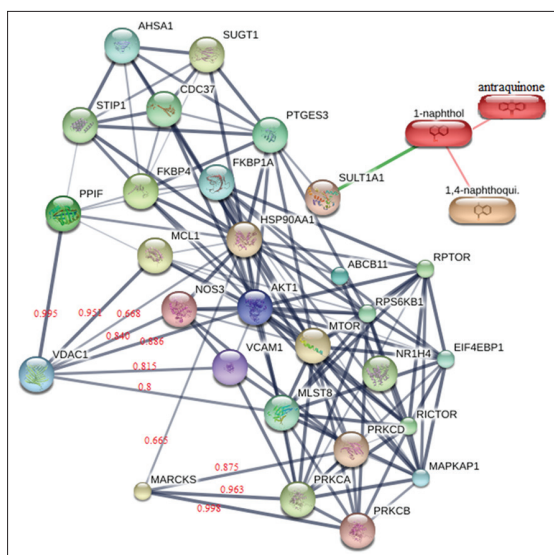 AHSA1
SUGT1
antraquinone
CDC37
1-naphthol
STIP1
PTGES3
FKBP4
FKBP1A
SULT1A1
1,4-naphthoqui.
PPIF
HSP90AA1
MCL1
ABCB11
RPTOR
NOS3
AKT1
RPS6KB1
0.995
0.951
0.668
MTOR
0.840
0.886
VCAM1
NR1H4
EIF4EBP1
VDAC1
0.815
0.8
MLST8
RICTOR
0.665
PRKCD
MARCKS
0.875
MAPKAP1
PRKCA
0.963
0.998
PRKCB